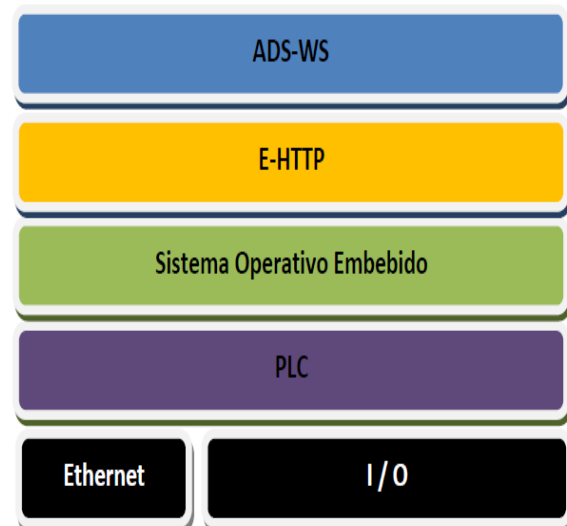 ADS-WS
E-HTTP
Sistema Operativo Embebido
PLC
Ethernet
I / O